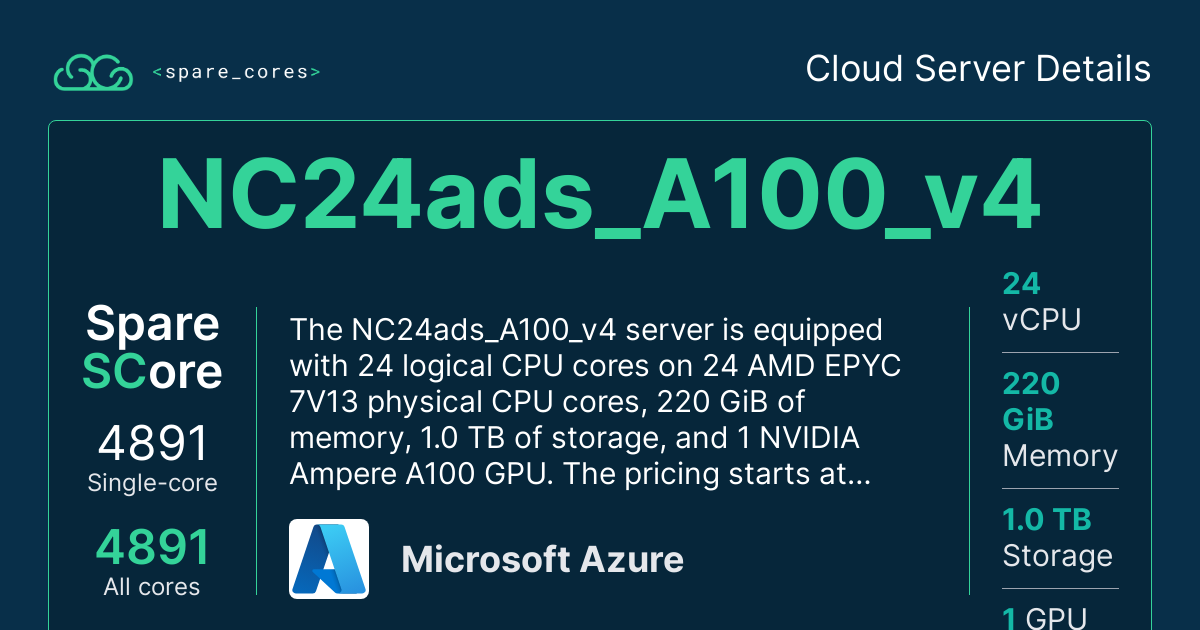 <spare_cores>
Cloud Server Details
NC24ads_A100_v4
Spare
SCore
4891
Single-core
4891
All cores
The NC24ads_A100_v4 server is equipped
with 24 logical CPU cores on 24 AMD EPYC
7V13 physical CPU cores, 220 GiB of
memory, 1.0 TB of storage, and 1 NVIDIA
Ampere A100 GPU. The pricing starts at...
Microsoft Azure
24
vCPU
220
GiB
Memory
1.0 TB
Storage
1 GPU